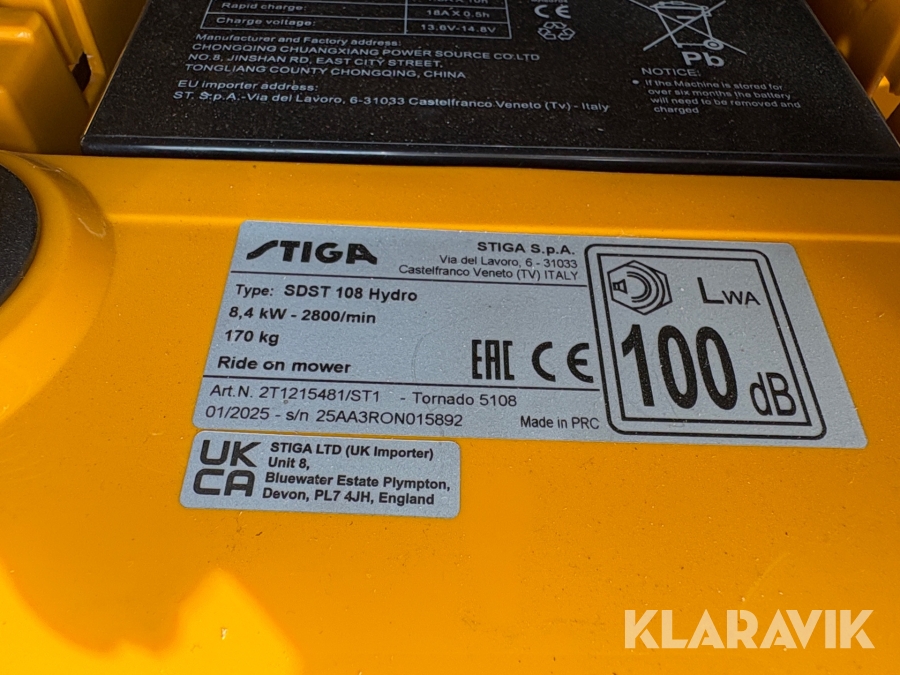 Rapid charge:
18A X 0.5h
Charge voltage:
13.6V-14.8V
Manufacturer and Factory address:
CHONGQING CHUANGXIANG POWER SOURCE CO:LTD
NO.8, JINSHAN RD, EAST CITY STREET,
TONGLIANG COUNTY CHONGQING, CHINA
EU importer address:
ST. S.p.A.-Via del Lavoro, 6-31033 Castelfranco Veneto (Tv) - Italy
CE
Pb
NOTICE:
• If the Machine is stored for
over six months the battery
will need to be removed and
charged
STIGA
STIGA S.p.A.
Via del Lavoro, 6 - 31033
Castelfranco Veneto (TV) ITALY
Type: SDST 108 Hydro
8,4 kW - 2800/min
170 kg
Ride on mower
EAC CE
LWA
100
dB
Art.N. 2T1215481/ST1 - Tornado 5108
01/2025 - s/n 25AA3RON015892
Made in PRC
UK
CA
STIGA LTD (UK Importer)
Unit 8,
Bluewater Estate Plympton,
Devon, PL7 4JH, England
KLARAVIK